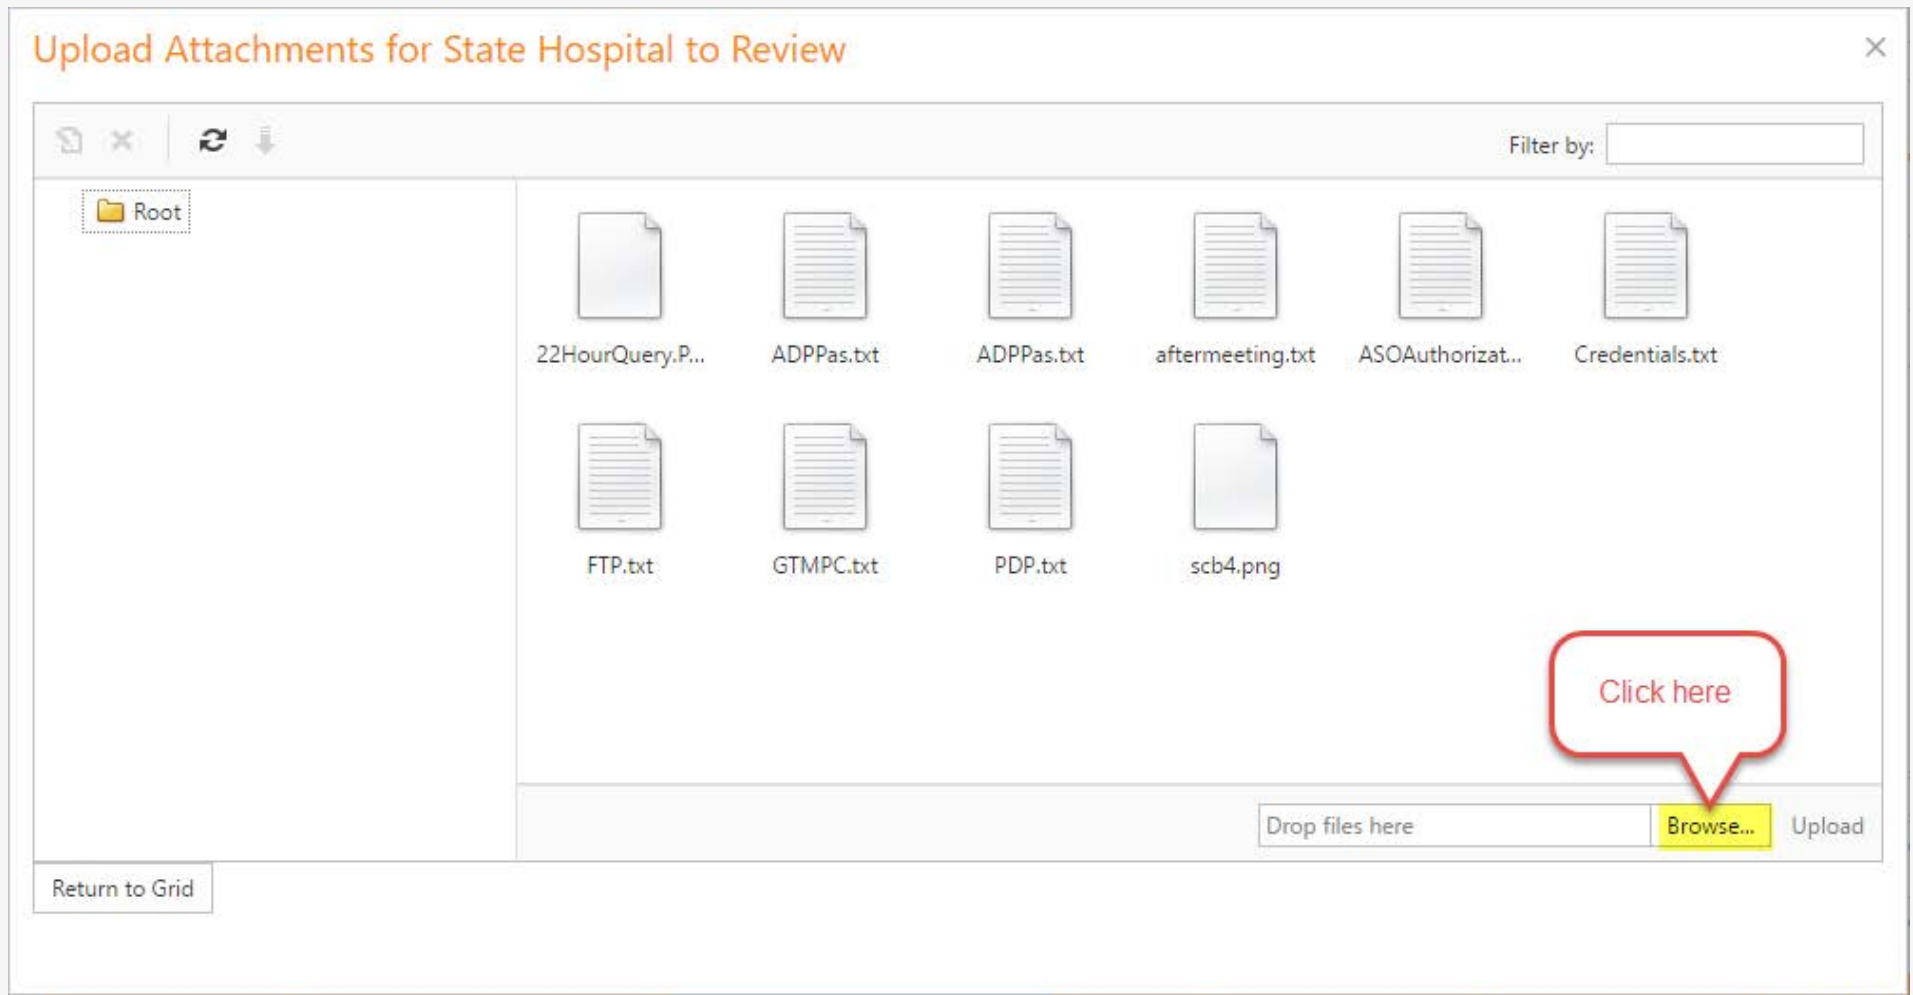 Upload Attachments for State Hospital to Review
Filter by:
Root
22HourQuery.P... ADPPas.txt ADPPas.txt aftermeeting.txt ASOAuthorizat... Credentials.txt
FTP.txt GTMPC.txt PDP.txt scb4.png
Click here
Drop files here Browse... Upload
Return to Grid